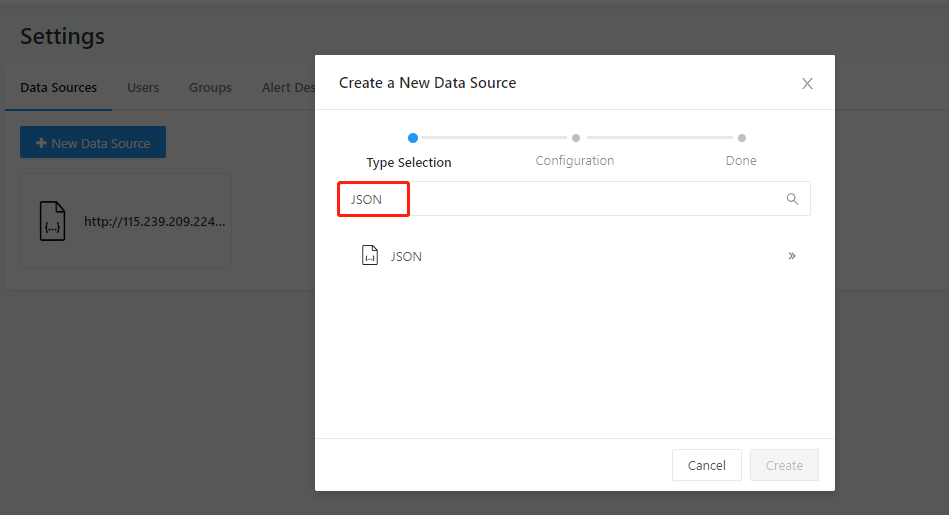 Settings
Data Sources Users Groups Alert Des
+ New Data Source
{...} http://115.239.209.224...
Create a New Data Source
Type Selection Configuration Done
JSON
{...} JSON
Cancel Create